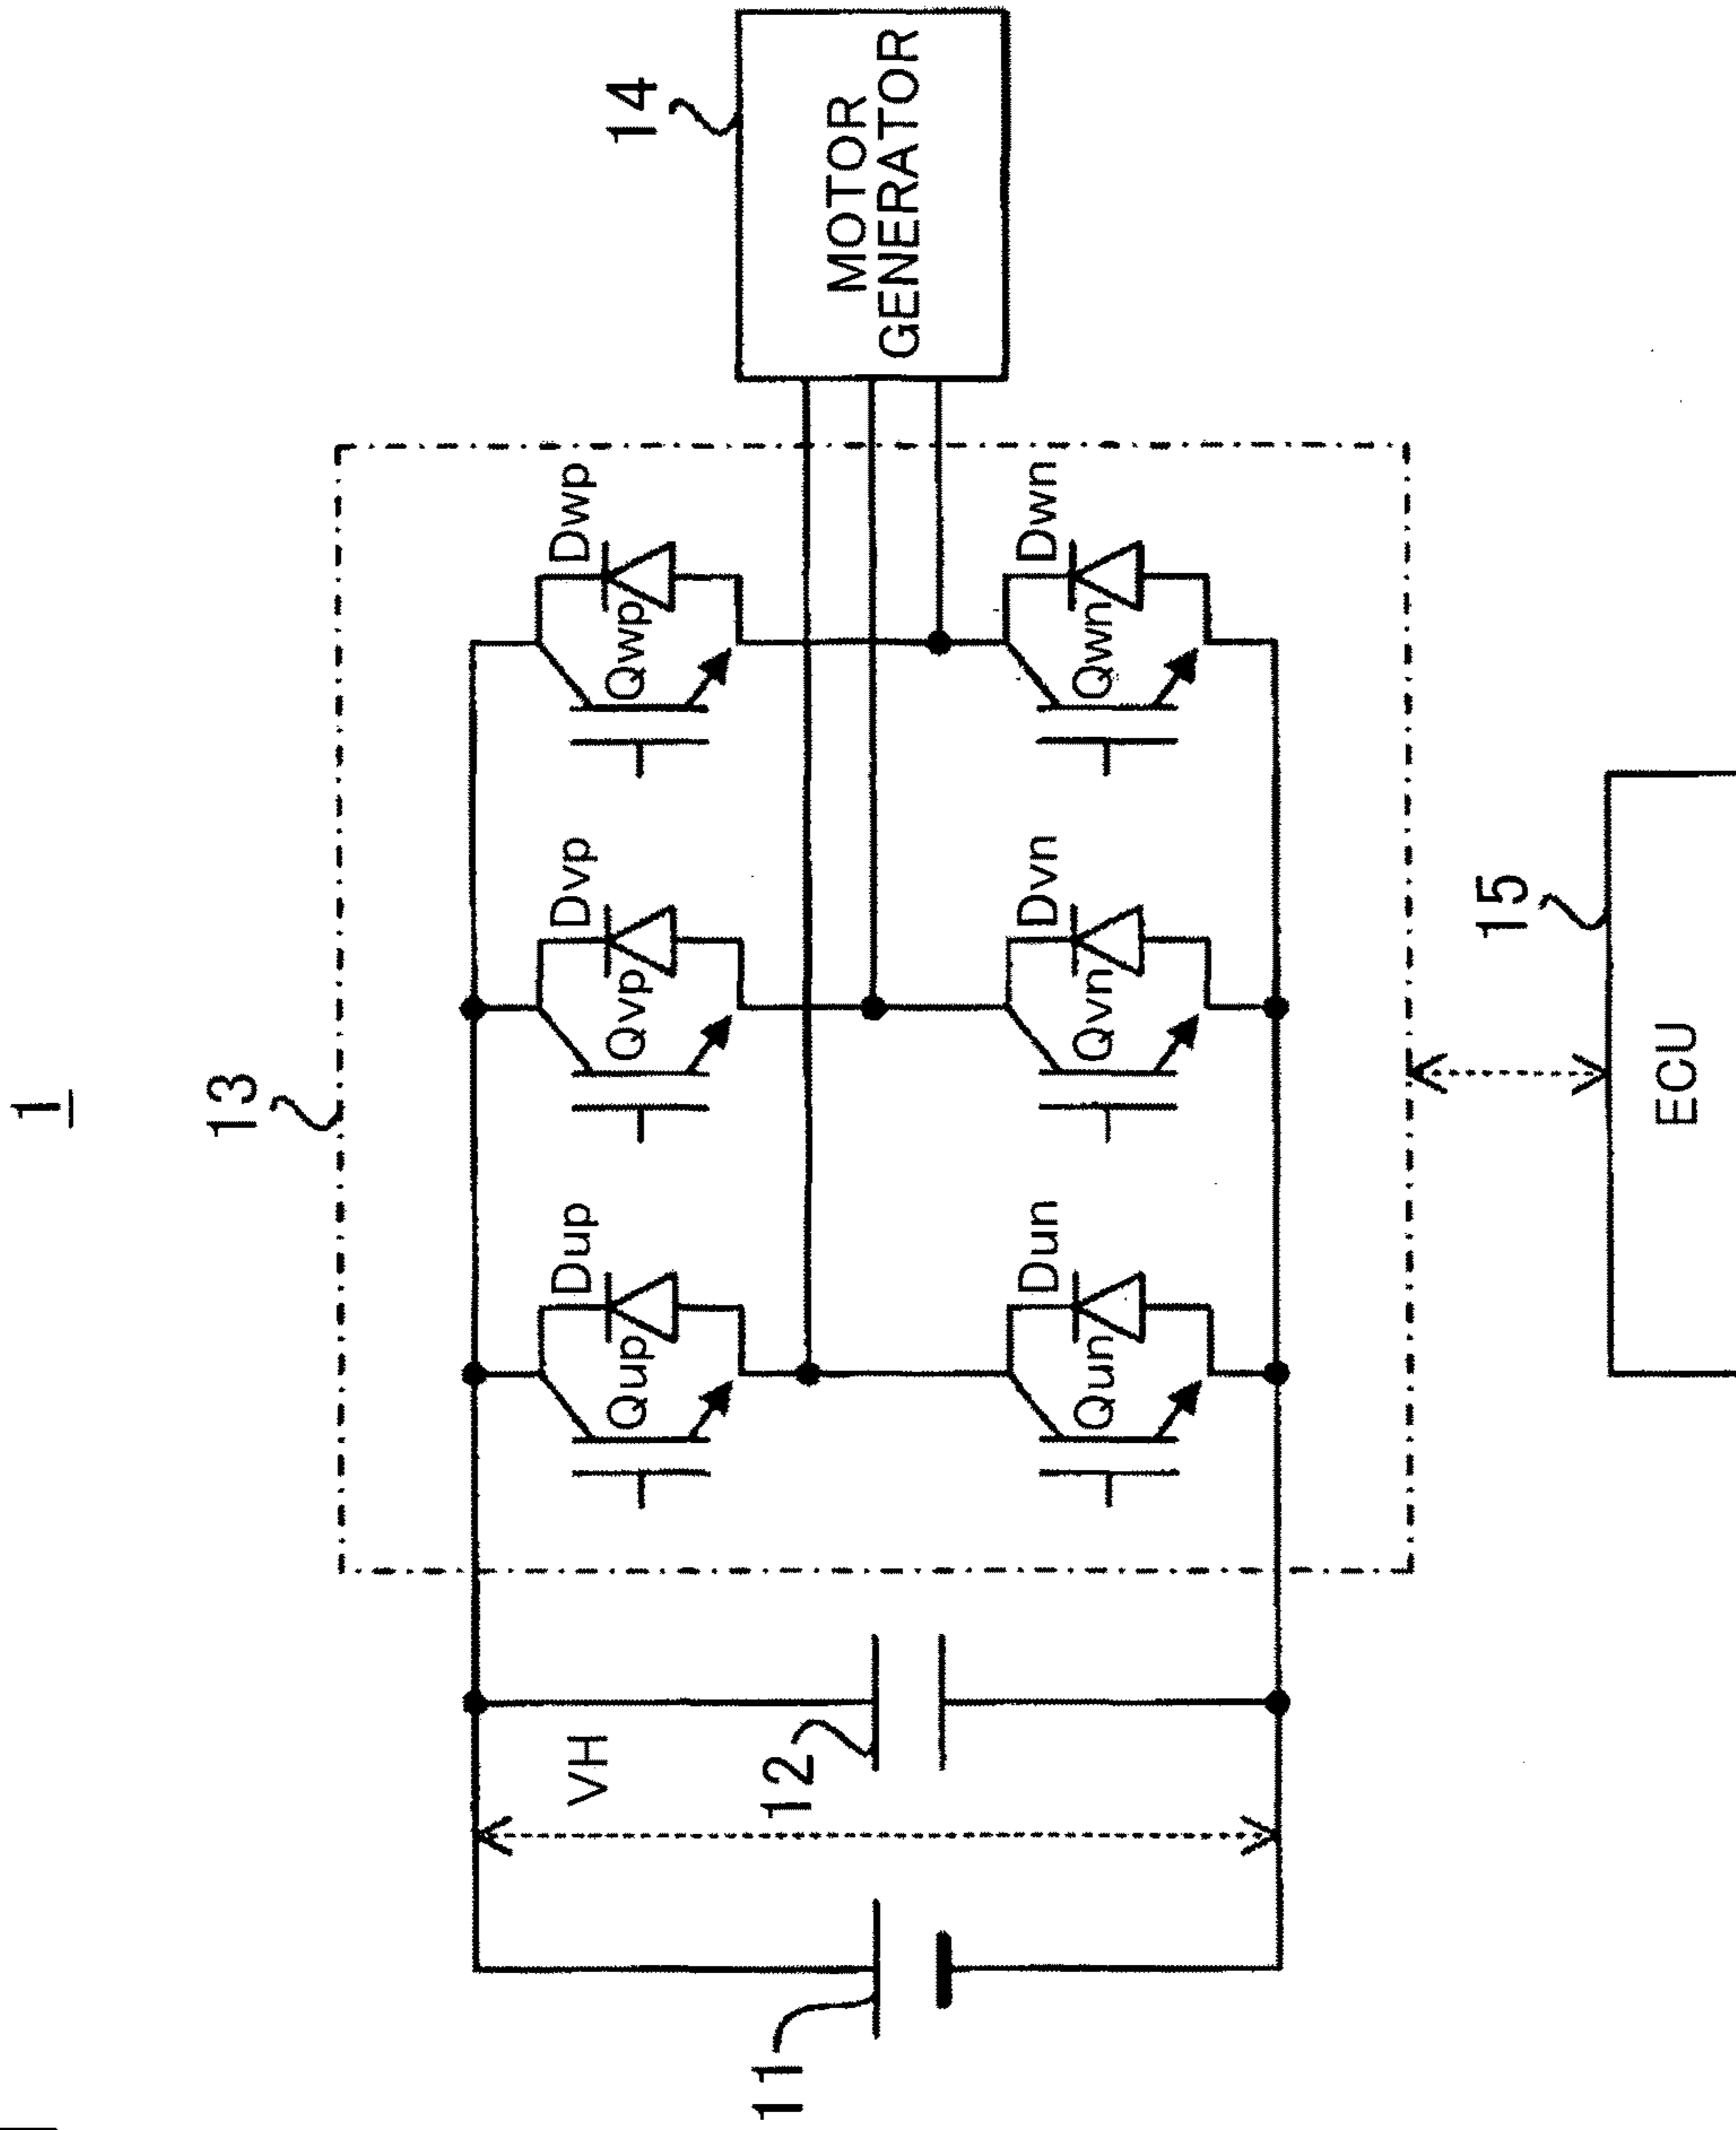 1
13
14
MOTOR
GENERATOR
Dup
Qup
Dvp
Qvp
Dwp
Qwp
VH
11
12
Dun
Qun
Dvn
Qvn
Dwn
Qwn
15
ECU